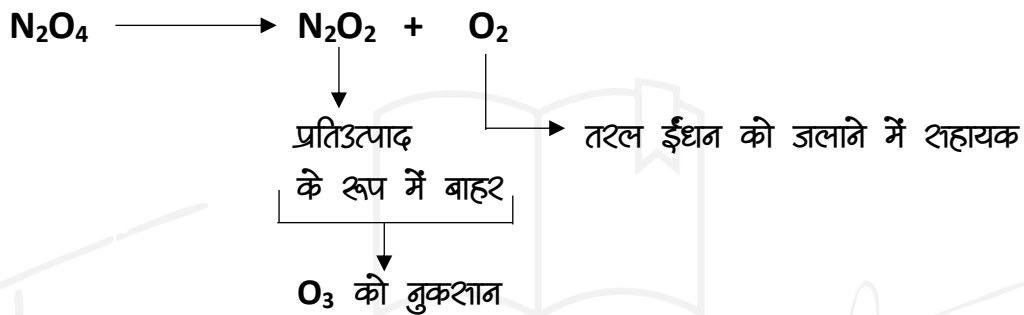 N₂O₄ → N₂O₂ + O₂
प्रतिउत्पाद
तरल ईंधन को जलाने में सहायक
के रूप में बाहर
O₃ को नुकसान